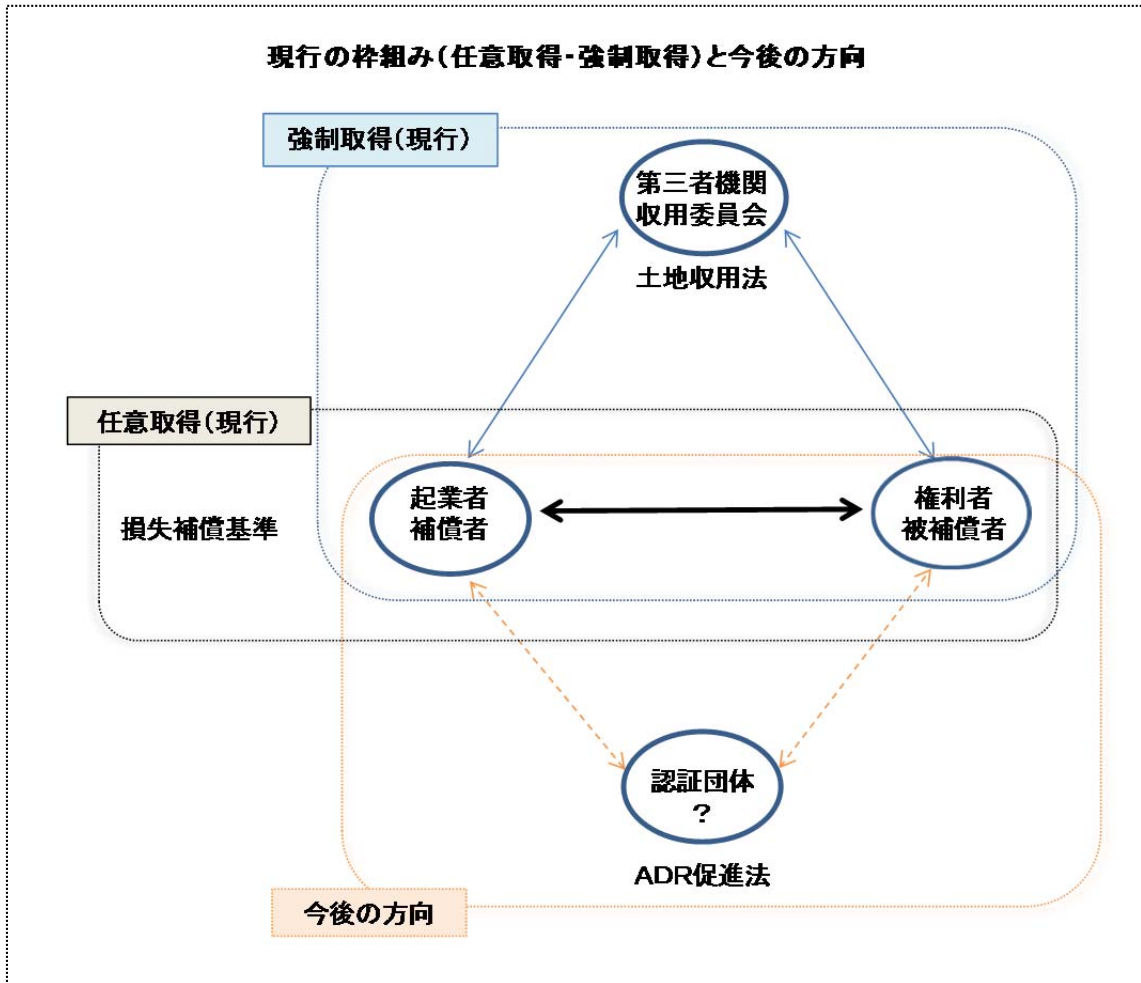 現行の枠組み(任意取得・強制取得)と今後の方向
強制取得(現行)
第三者機関
収用委員会
土地収用法
任意取得(現行)
損失補償基準
起業者
補償者
権利者
被補償者
認証団体
?
ADR促進法
今後の方向